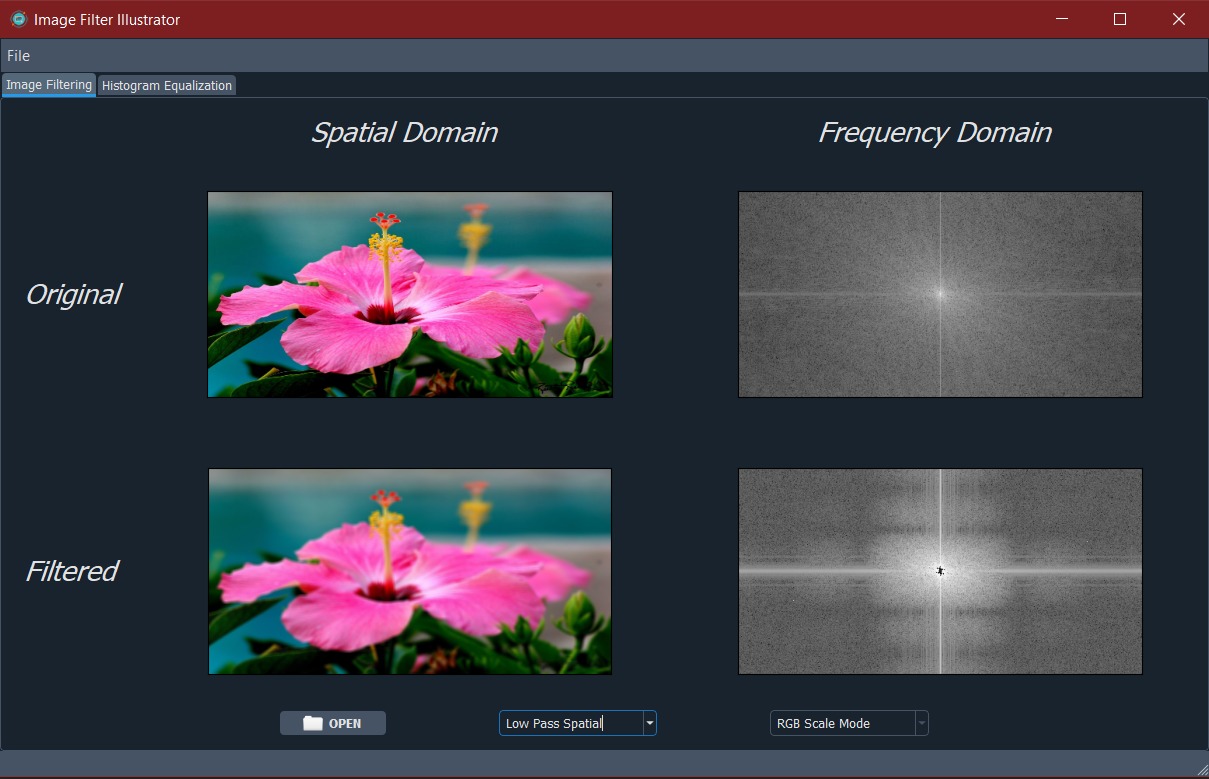 Image Filter Illustrator
File
Image Filtering
Histogram Equalization
Spatial Domain
Frequency Domain
Original
Filtered
OPEN
Low Pass Spatial
RGB Scale Mode